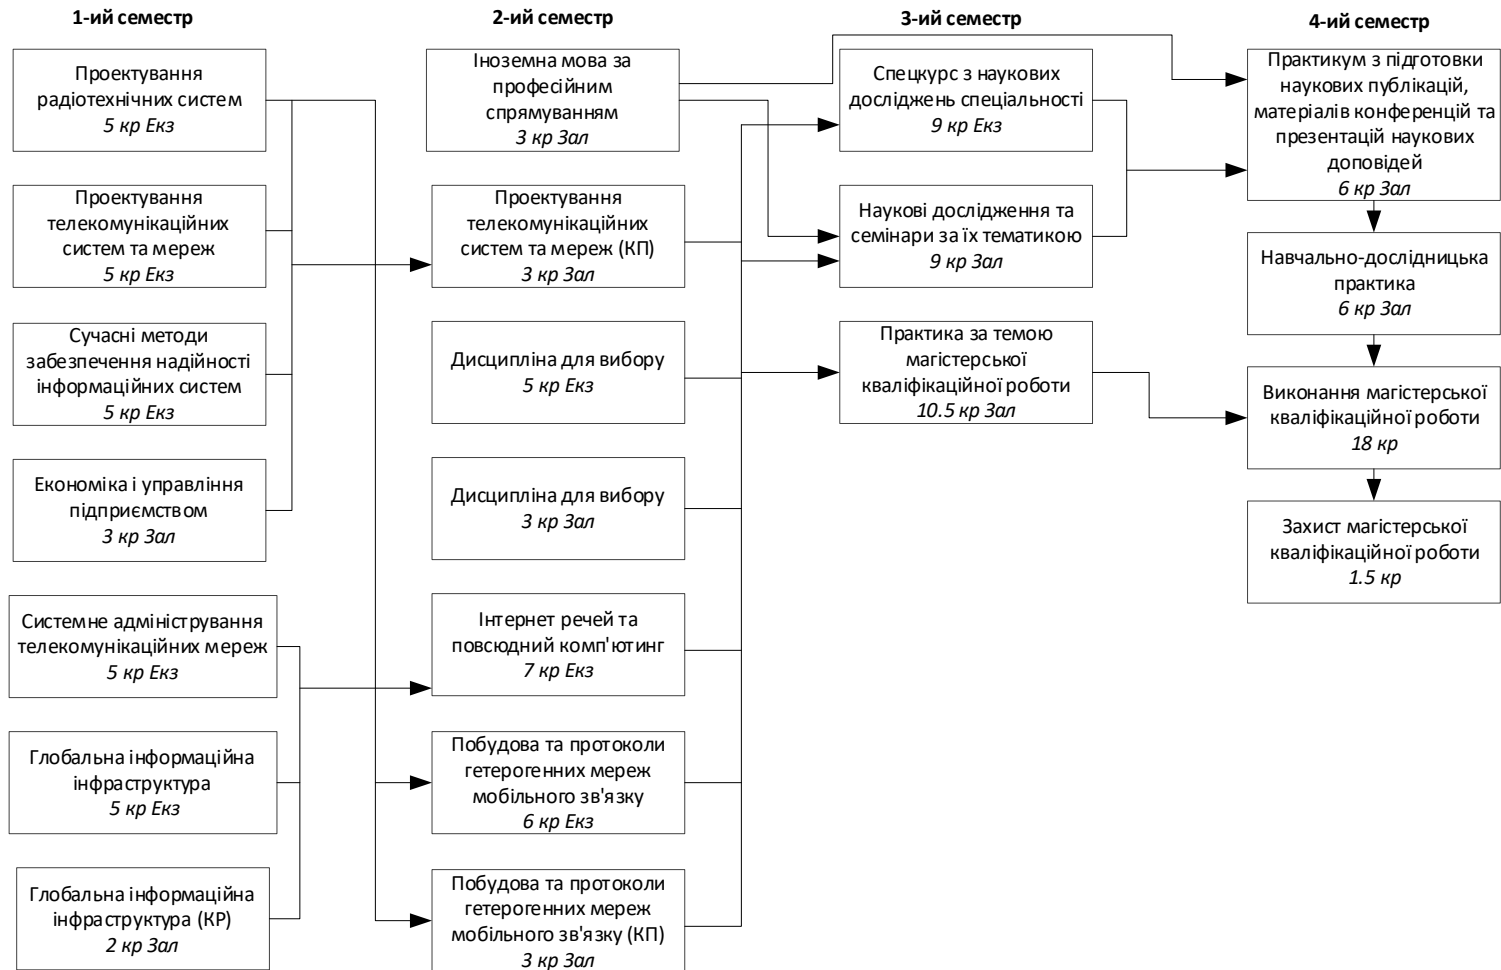 1-ий семестр
Проектування
радіотехнічних систем
5 кр Екз
Проектування
телекомунікаційних
систем та мереж
5 кр Екз
Сучасні методи
забезпечення надійності
інформаційних систем
5 кр Екз
Економіка і управління
підприємством
3 кр Зал
Системне адміністрування
телекомунікаційних мереж
5 кр Екз
Глобальна інформаційна
інфраструктура
5 кр Екз
Глобальна інформаційна
інфраструктура (КР)
2 кр Зал
2-ий семестр
Іноземна мова за
професійним
спрямуванням
3 кр Зал
Проектування
телекомунікаційних
систем та мереж (КП)
3 кр Зал
Дисципліна для вибору
5 кр Екз
Дисципліна для вибору
3 кр Зал
Інтернет речей та
повсюдний комп'ютинг
7 кр Екз
Побудова та протоколи
гетерогенних мереж
мобільного зв'язку
6 кр Екз
Побудова та протоколи
гетерогенних мереж
мобільного зв'язку (КП)
3 кр Зал
3-ий семестр
Спецкурс з наукових
досліджень спеціальності
9 кр Екз
Наукові дослідження та
семінари за їх тематикою
9 кр Зал
Практика за темою
магістерської
кваліфікаційної роботи
10.5 кр Зал
4-ий семестр
Практикум з підготовки
наукових публікацій,
матеріалів конференцій та
презентацій наукових
доповідей
6 кр Зал
Навчально-дослідницька
практика
6 кр Зал
Виконання магістерської
кваліфікаційної роботи
18 кр
Захист магістерської
кваліфікаційної роботи
1.5 кр